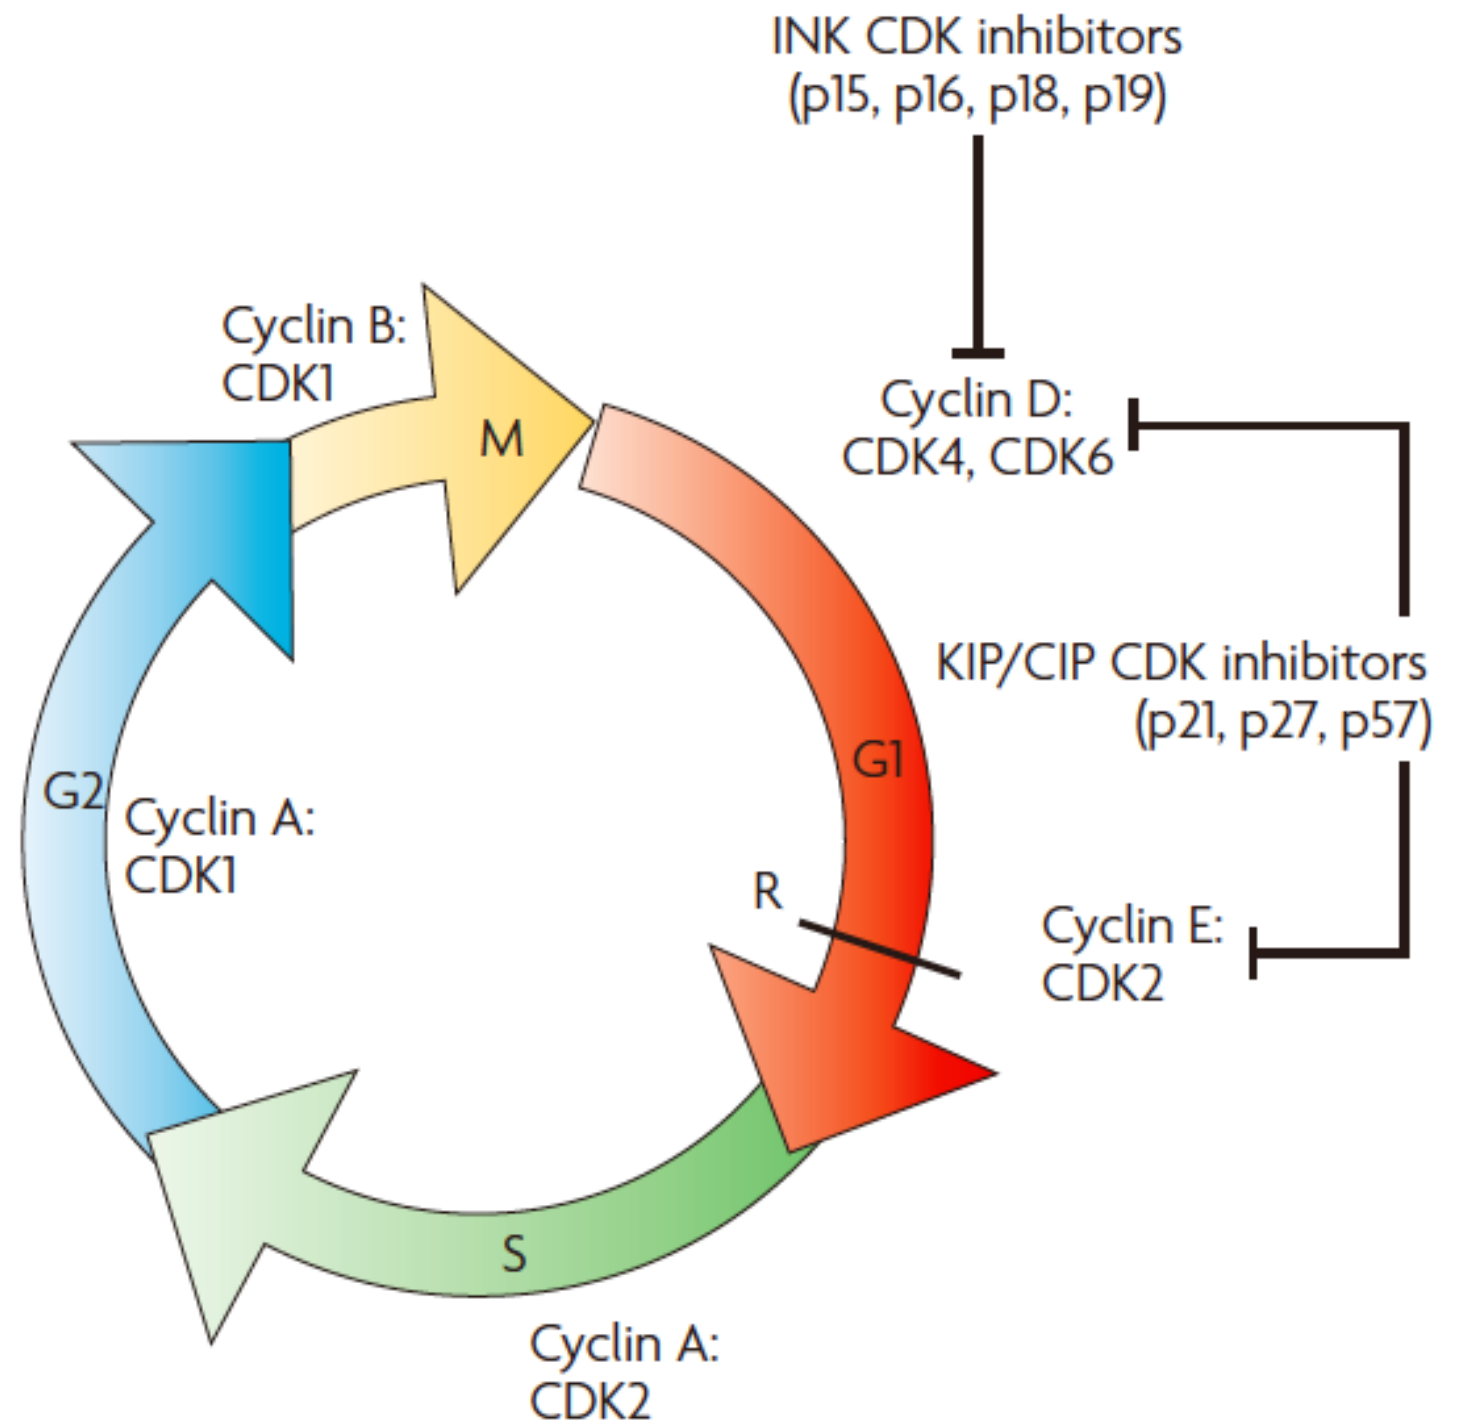 INK CDK inhibitors
(p15, p16, p18, p19)
Cyclin B:
CDK1
M
Cyclin D:
CDK4, CDK6
KIP/CIP CDK inhibitors
(p21, p27, p57)
G1
G2
Cyclin A:
CDK1
R
Cyclin E:
CDK2
S
Cyclin A:
CDK2